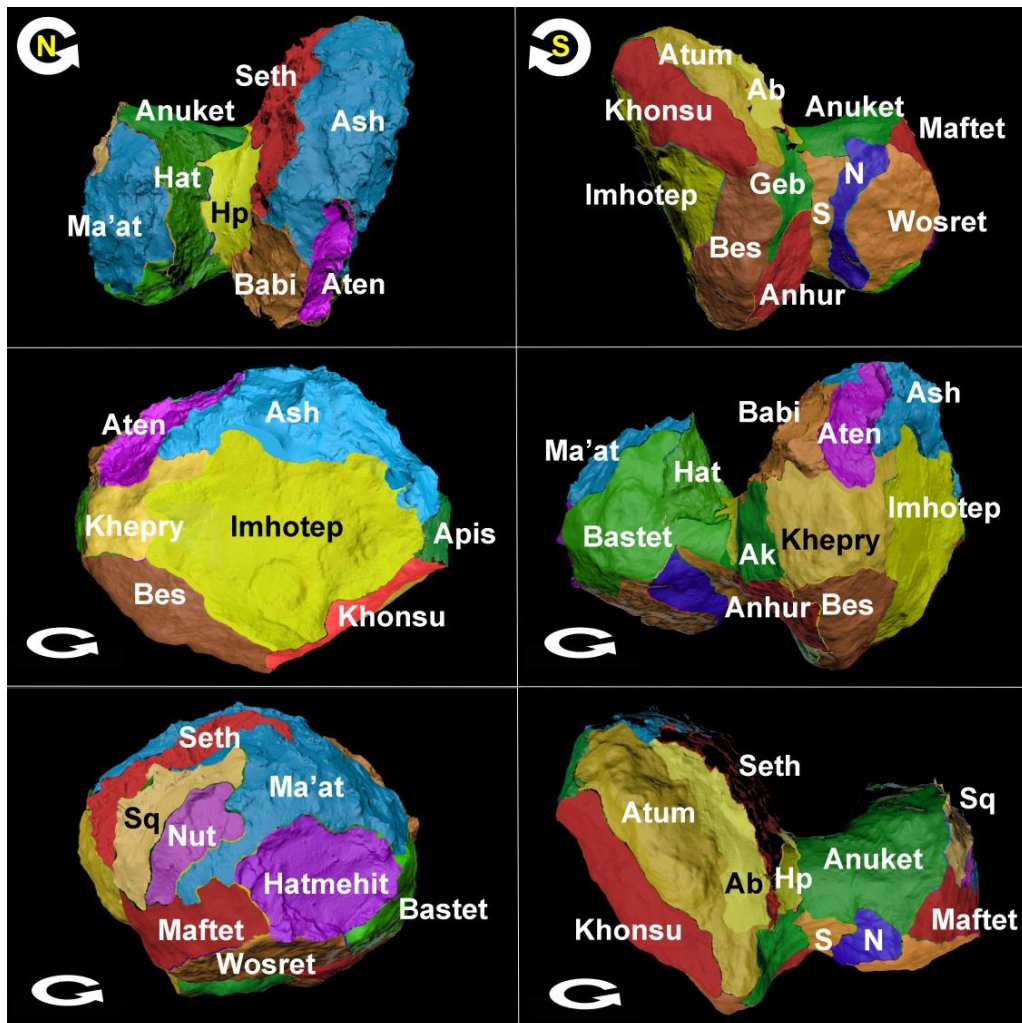 N
Seth
Anuket
Ash
Hat
Hp
Ma'at
Babi
Aten
S
Atum
Ab
Khonsu
Anuket
Maftet
N
Geb
Imhotep
S
Wosret
Bes
Anhur
Ash
Aten
Khepry
Imhotep
Apis
Bes
Khonsu
Babi
Ash
Aten
Ma'at
Hat
Imhotep
Bastet
Khepry
Ak
Anhur
Bes
Seth
Ma'at
Sq
Nut
Hatmehit
Bastet
Maftet
Wosret
Seth
Sq
Atum
Anuket
Ab
Hp
Maftet
Khonsu
S
N